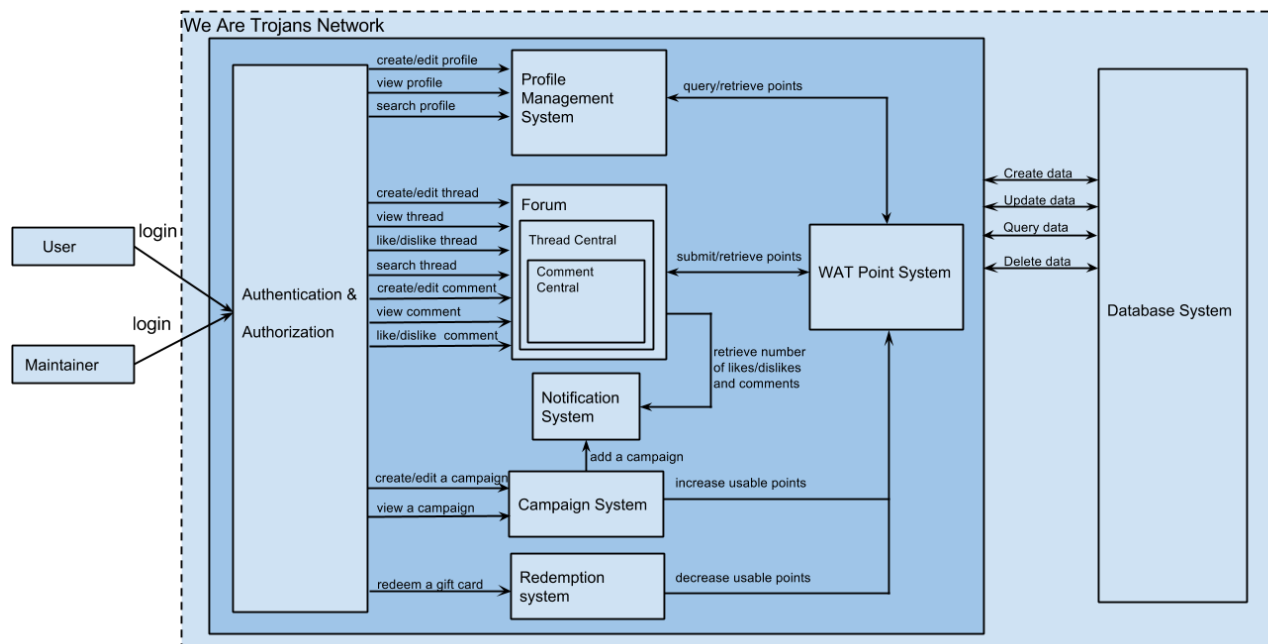 We Are Trojans Network
create/edit profile
view profile
search profile
Profile
Management
System
query/retrieve points
create/edit thread
view thread
like/dislike thread
search thread
create/edit comment
view comment
like/dislike  comment
Forum
Thread Central
Comment
Central
submit/retrieve points
WAT Point System
Create data
Update data
Query data
Delete data
Database System
login
User
login
Maintainer
Authentication &
Authorization
retrieve number
of likes/dislikes
and comments
Notification
System
add a campaign
create/edit a campaign
view a campaign
Campaign System
increase usable points
redeem a gift card
Redemption
system
decrease usable points